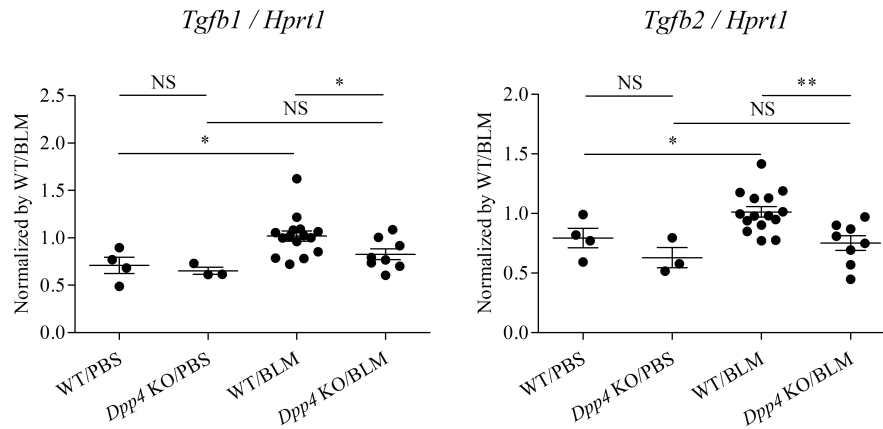 Tgfb1 / Hprt1
NS
*
NS
*
Normalized by WT/BLM
2.5
2.0
1.5
1.0
0.5
0.0
WT/PBS
Dpp4 KO/PBS
WT/BLM
Dpp4 KO/BLM
Tgfb2 / Hprt1
NS
**
NS
*
Normalized by WT/BLM
2.0
1.5
1.0
0.5
0.0
WT/PBS
Dpp4 KO/PBS
WT/BLM
Dpp4 KO/BLM